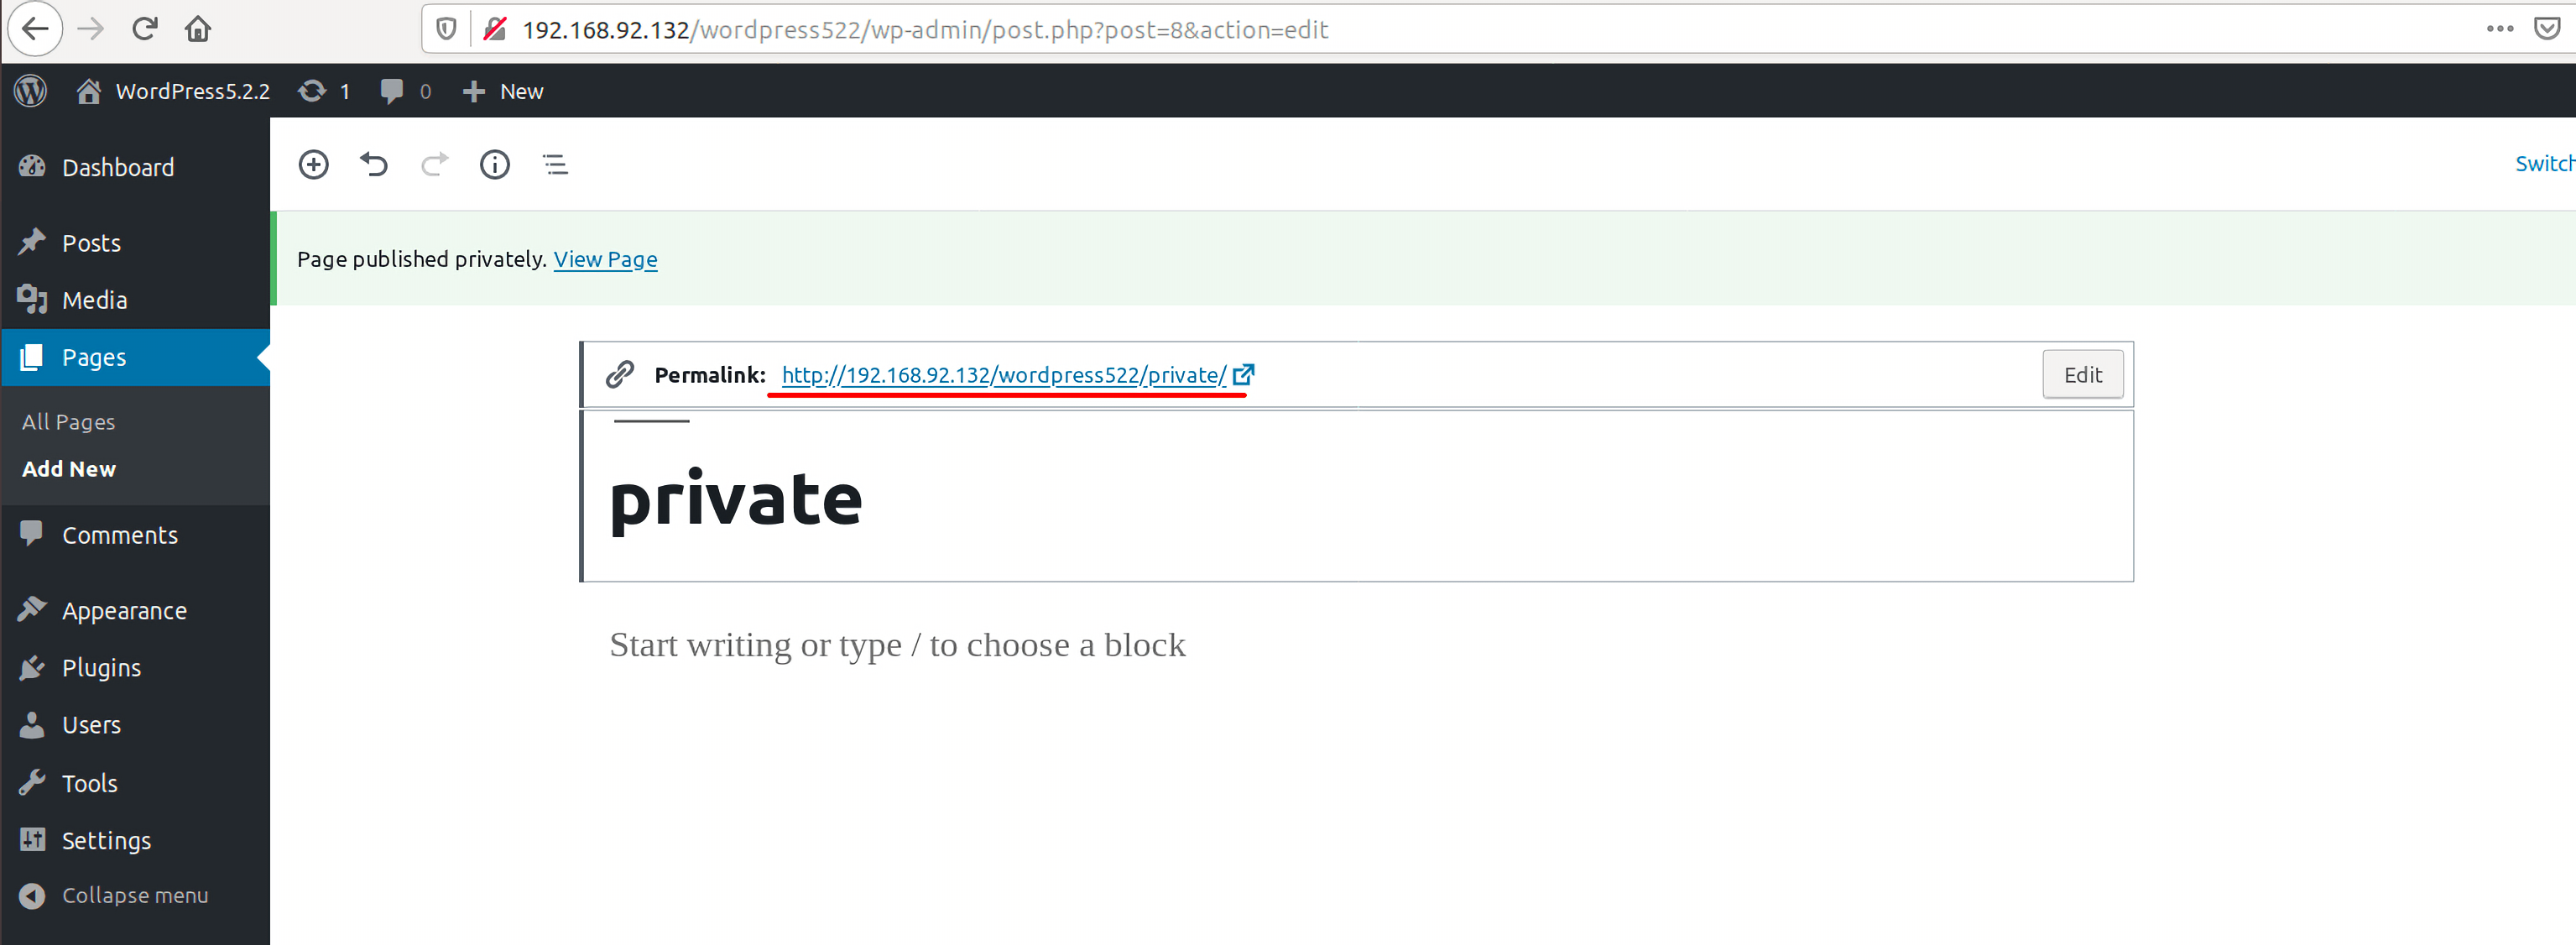 192.168.92.132/wordpress522/wp-admin/post.php?post=8&action=edit
WordPress5.2.2 1 0 New
Dashboard
Posts
Media
Pages
All Pages
Add New
Comments
Appearance
Plugins
Users
Tools
Settings
Collapse menu
Switch
Page published privately. View Page
Permalink: http://192.168.92.132/wordpress522/private/ Edit
private
Start writing or type / to choose a block